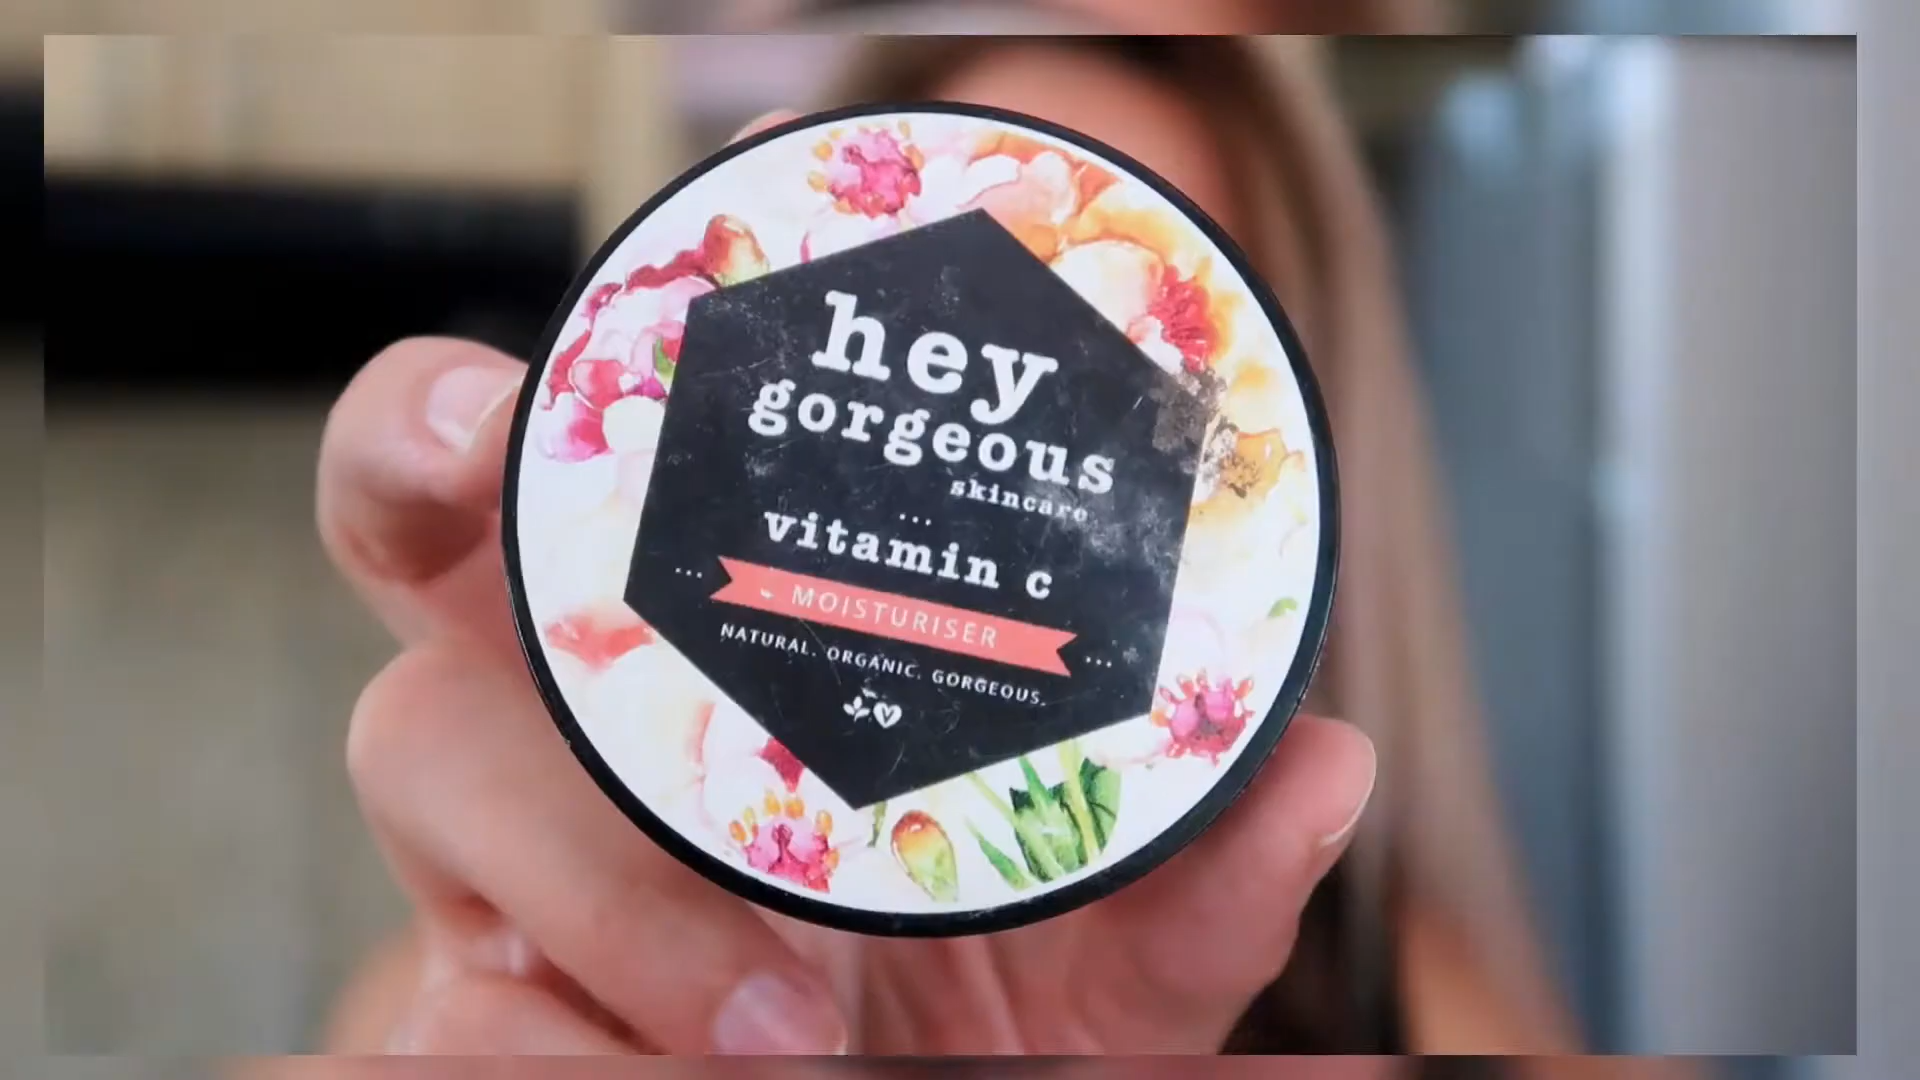 hey
gorgeous
skincare
...
vitamin c
... MOISTURISER ...
NATURAL. ORGANIC. GORGEOUS.